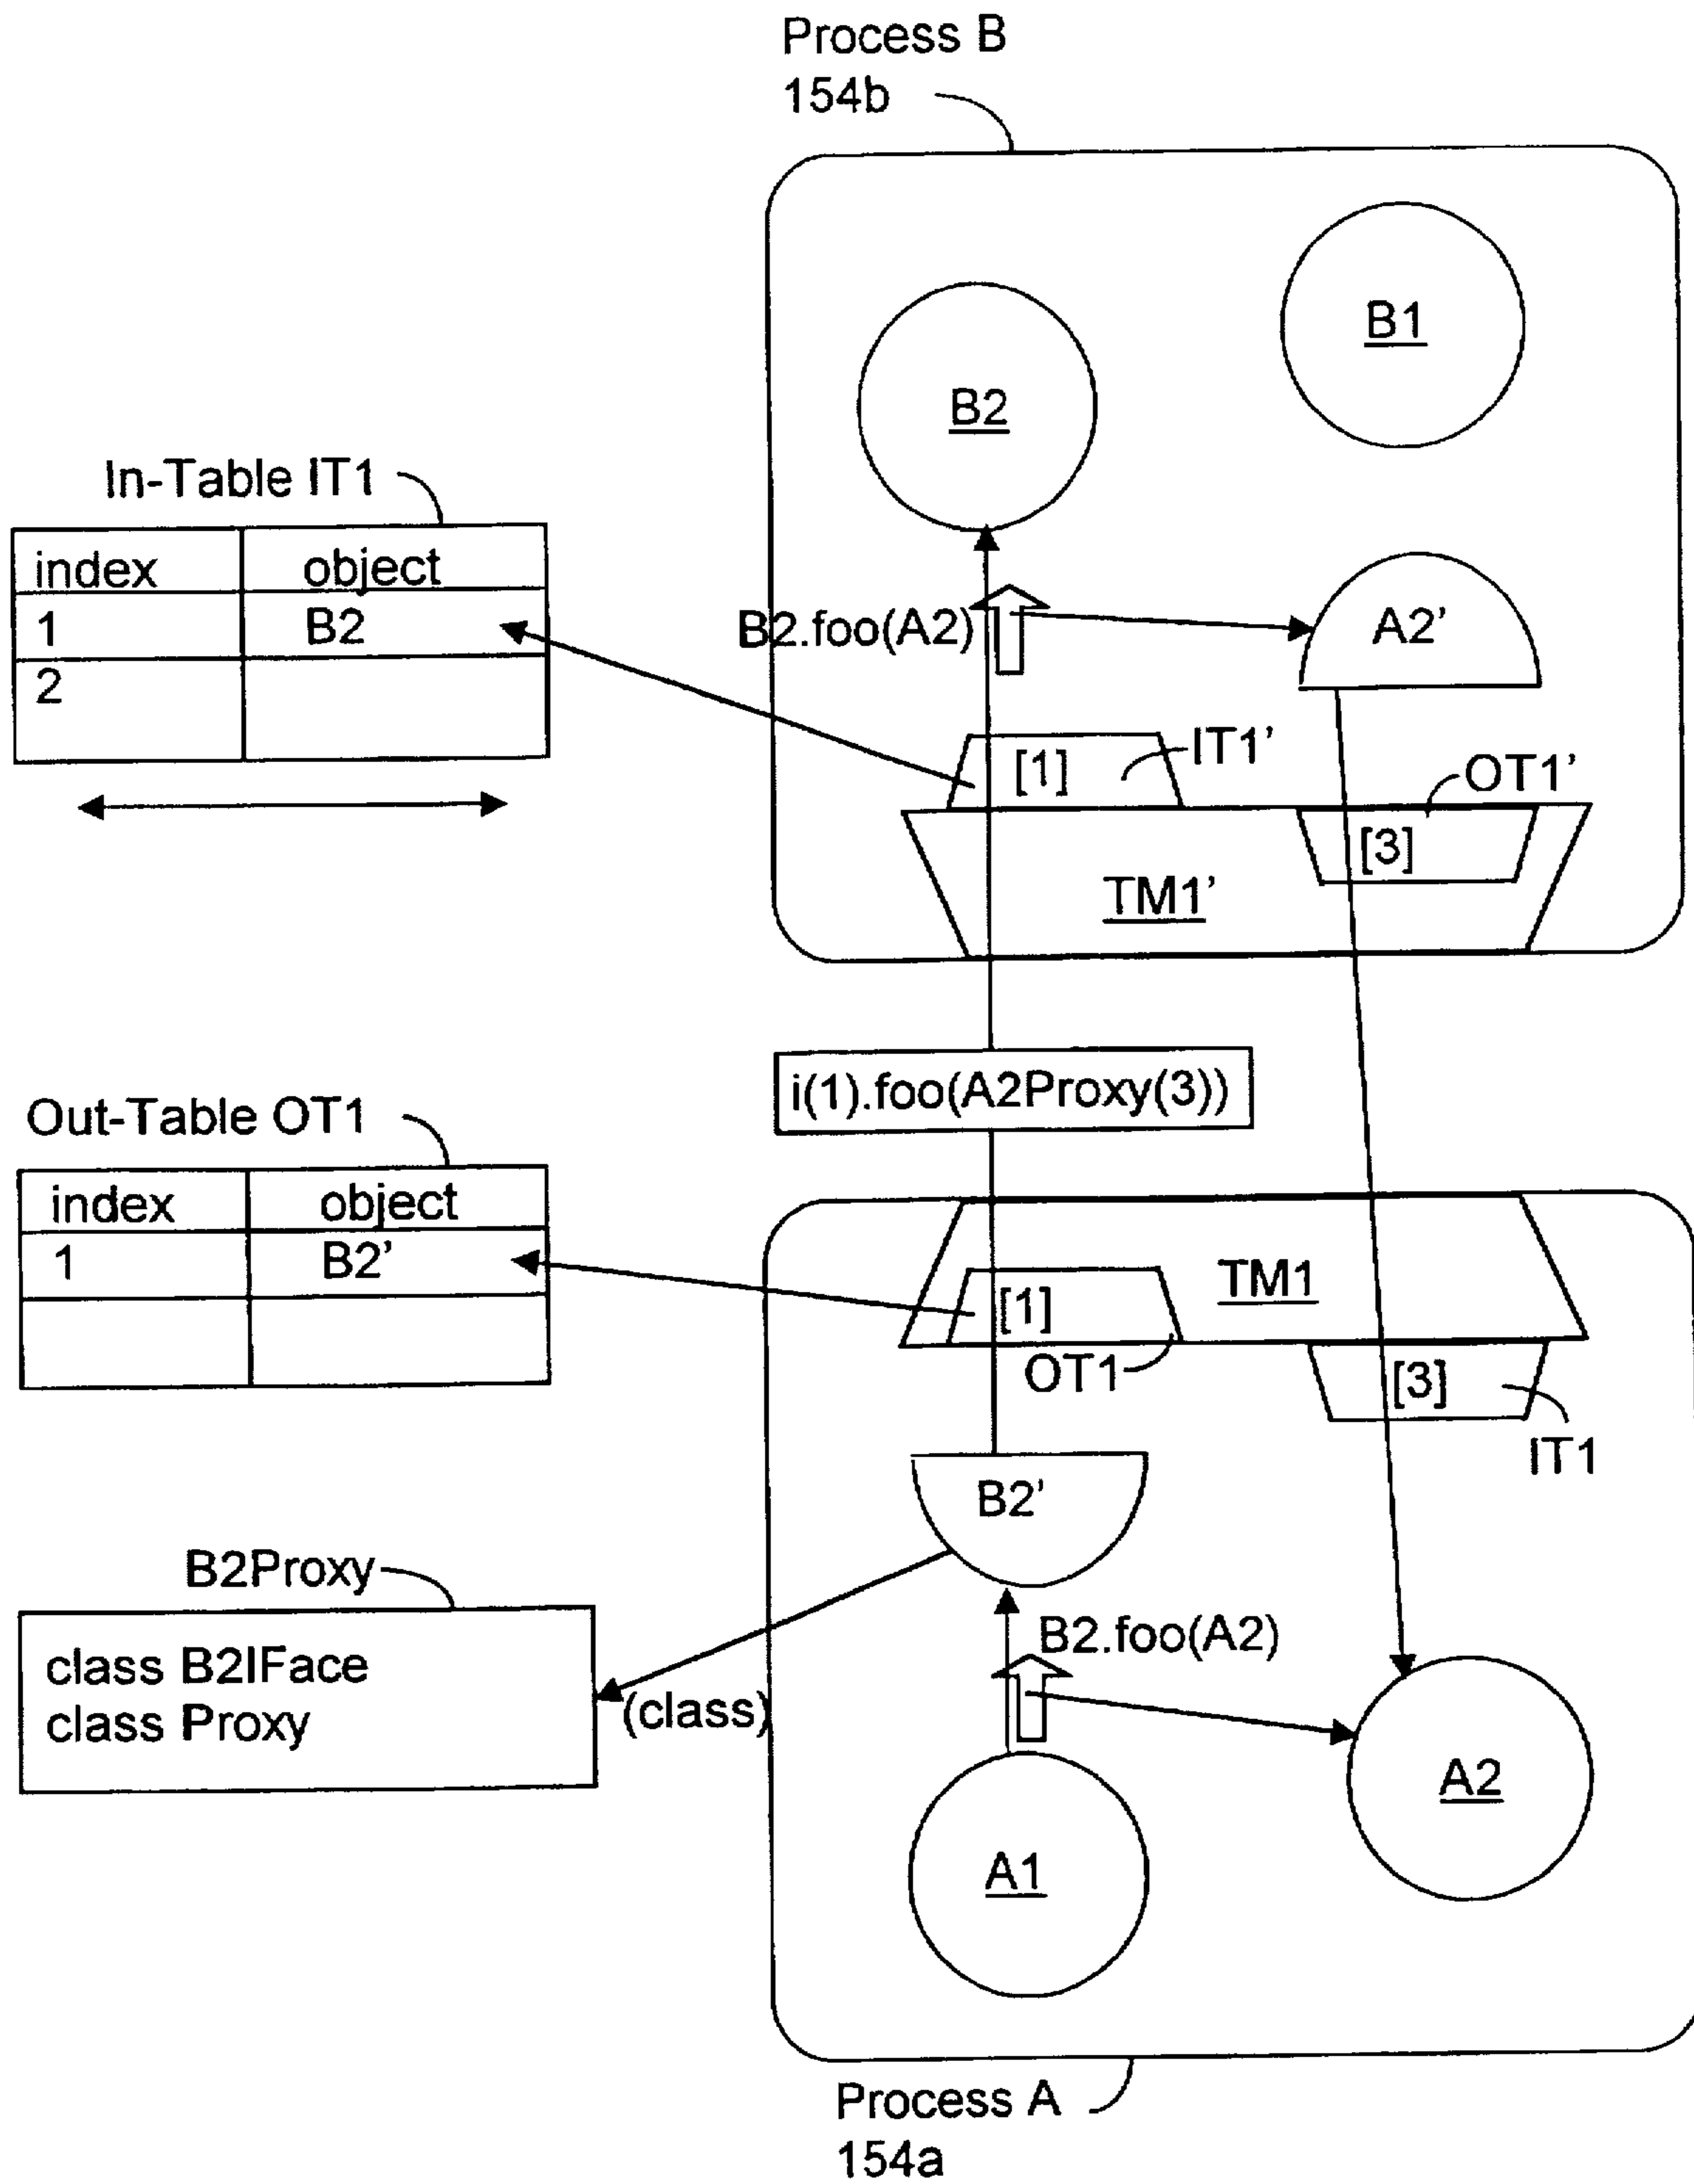 Process B
154b
B1
B2
In-Table IT1
index object
1 B2
2
B2.foo(A2)
A2’
[1]
IT1’
OT1’
[3]
TM1’
i(1).foo(A2Proxy(3))
Out-Table OT1
index object
1 B2’
TM1
[1]
OT1
[3]
IT1
B2’
B2Proxy
class B2IFace
class Proxy
(class)
B2.foo(A2)
A2
A1
Process A
154a